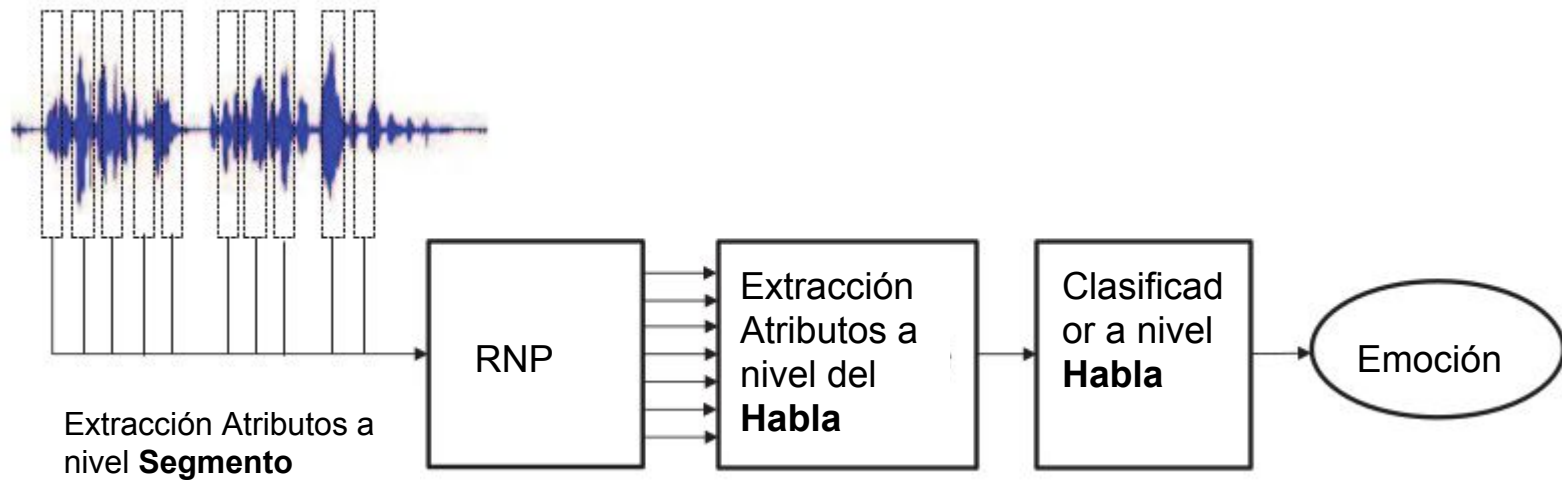 Extracción Atributos a
nivel Segmento
RNP
Extracción
Atributos a
nivel del
Habla
Clasificad
or a nivel
Habla
Emoción